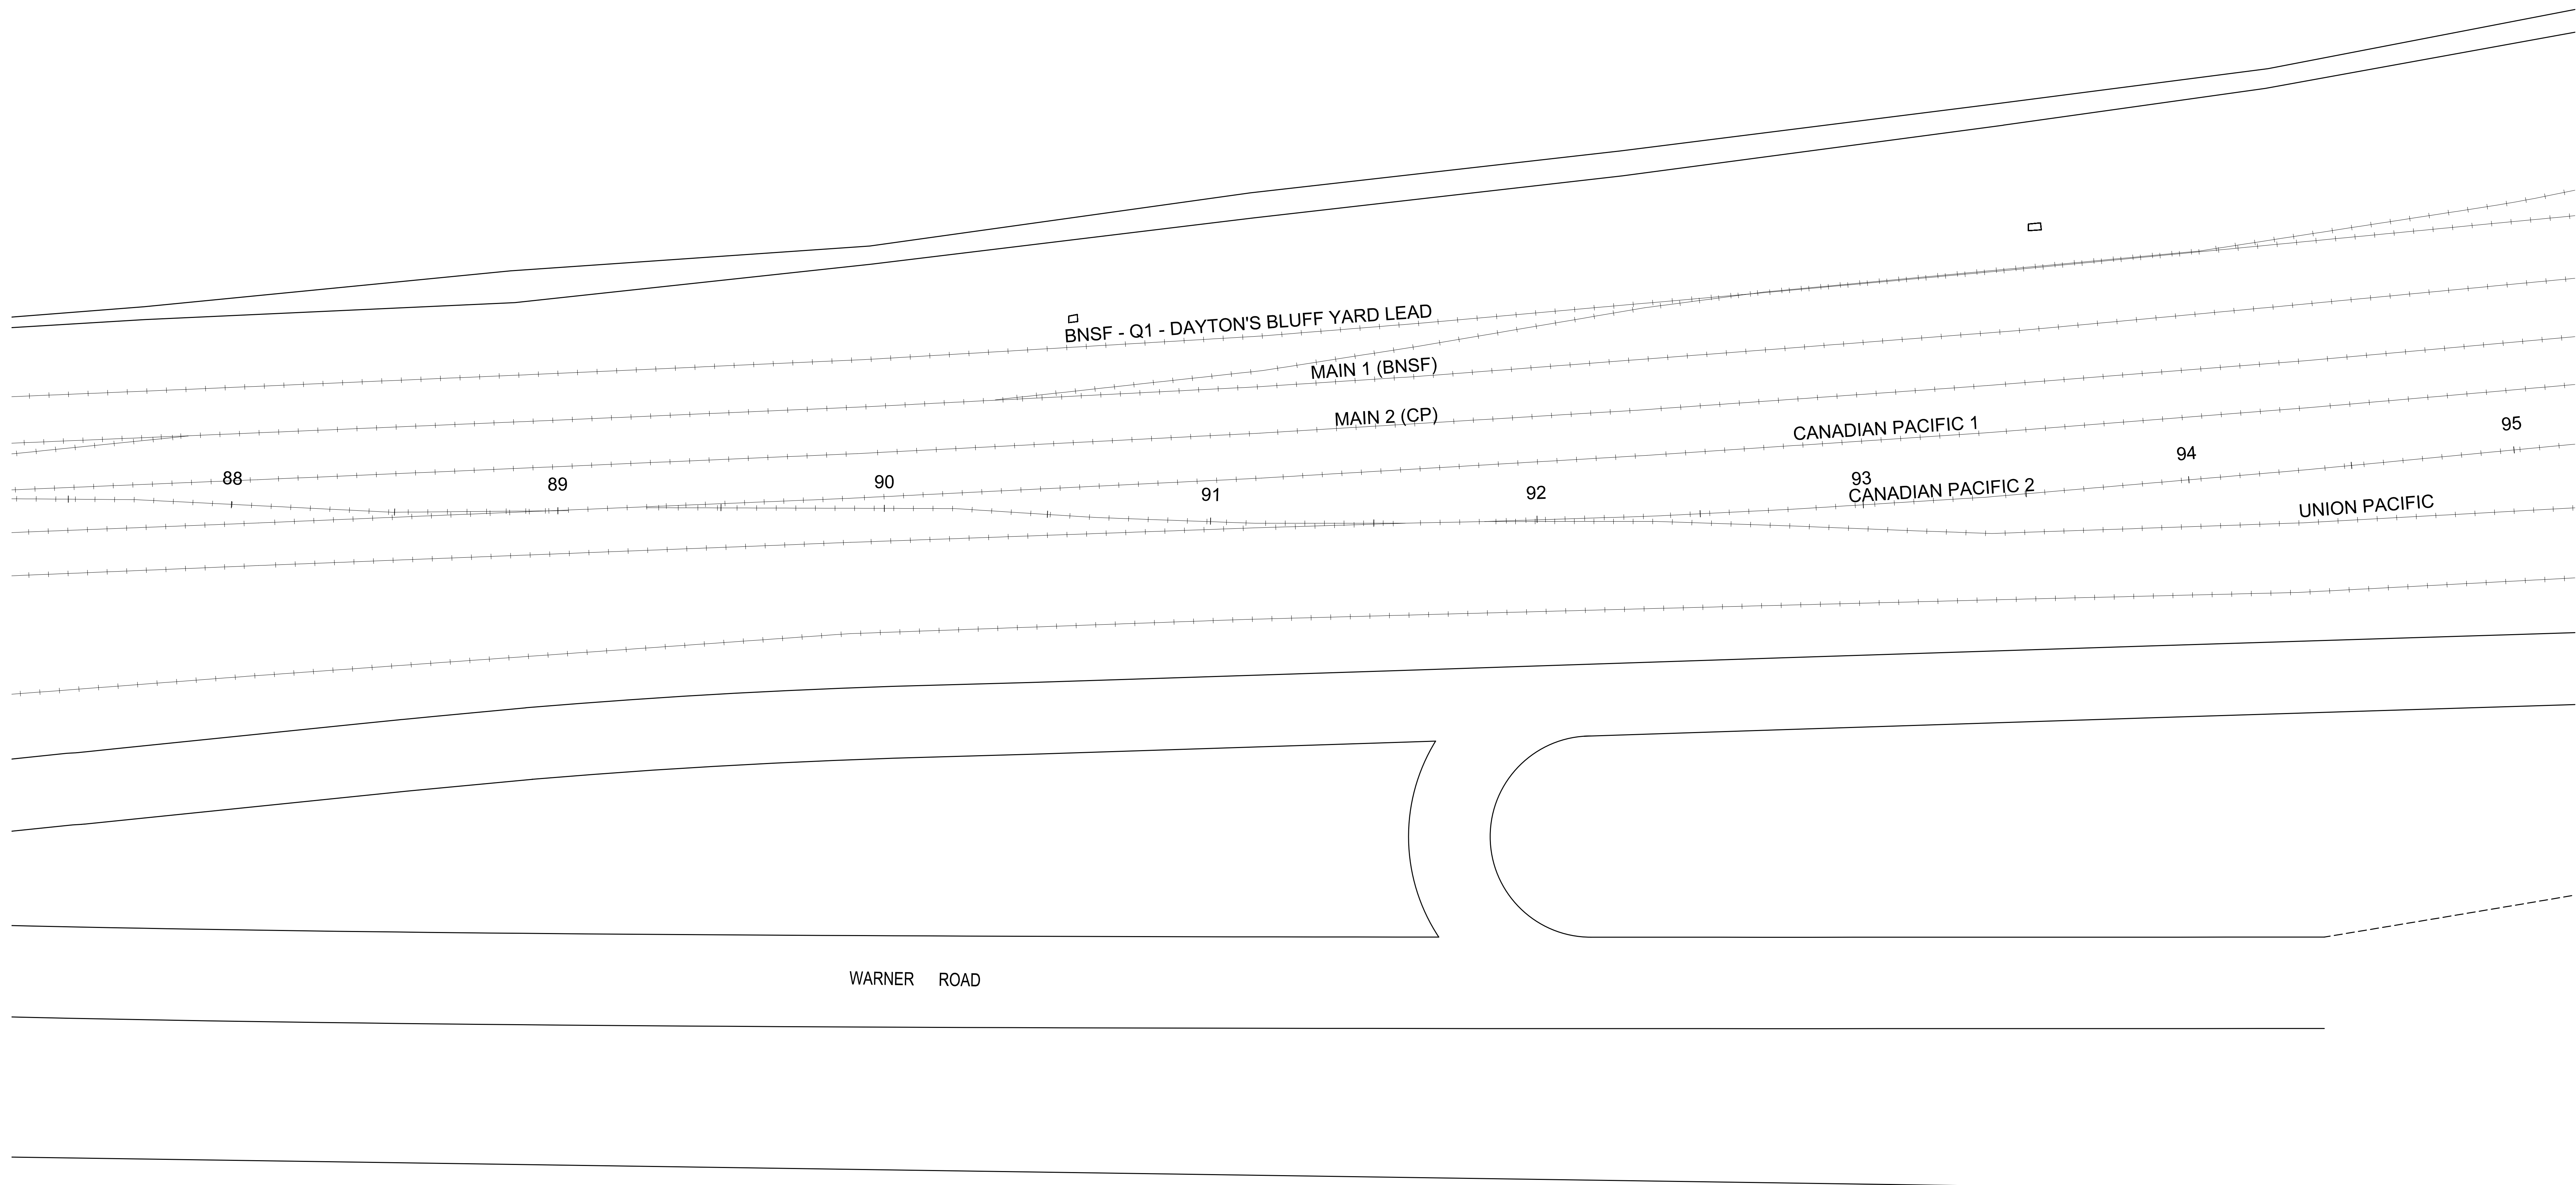 BNSF - Q1 - DAYTON'S BLUFF YARD LEAD
MAIN 1 (BNSF)
MAIN 2 (CP)
CANADIAN PACIFIC 1
88
89
90
91
92
93
94
95
CANADIAN PACIFIC 2
UNION PACIFIC
WARNER ROAD